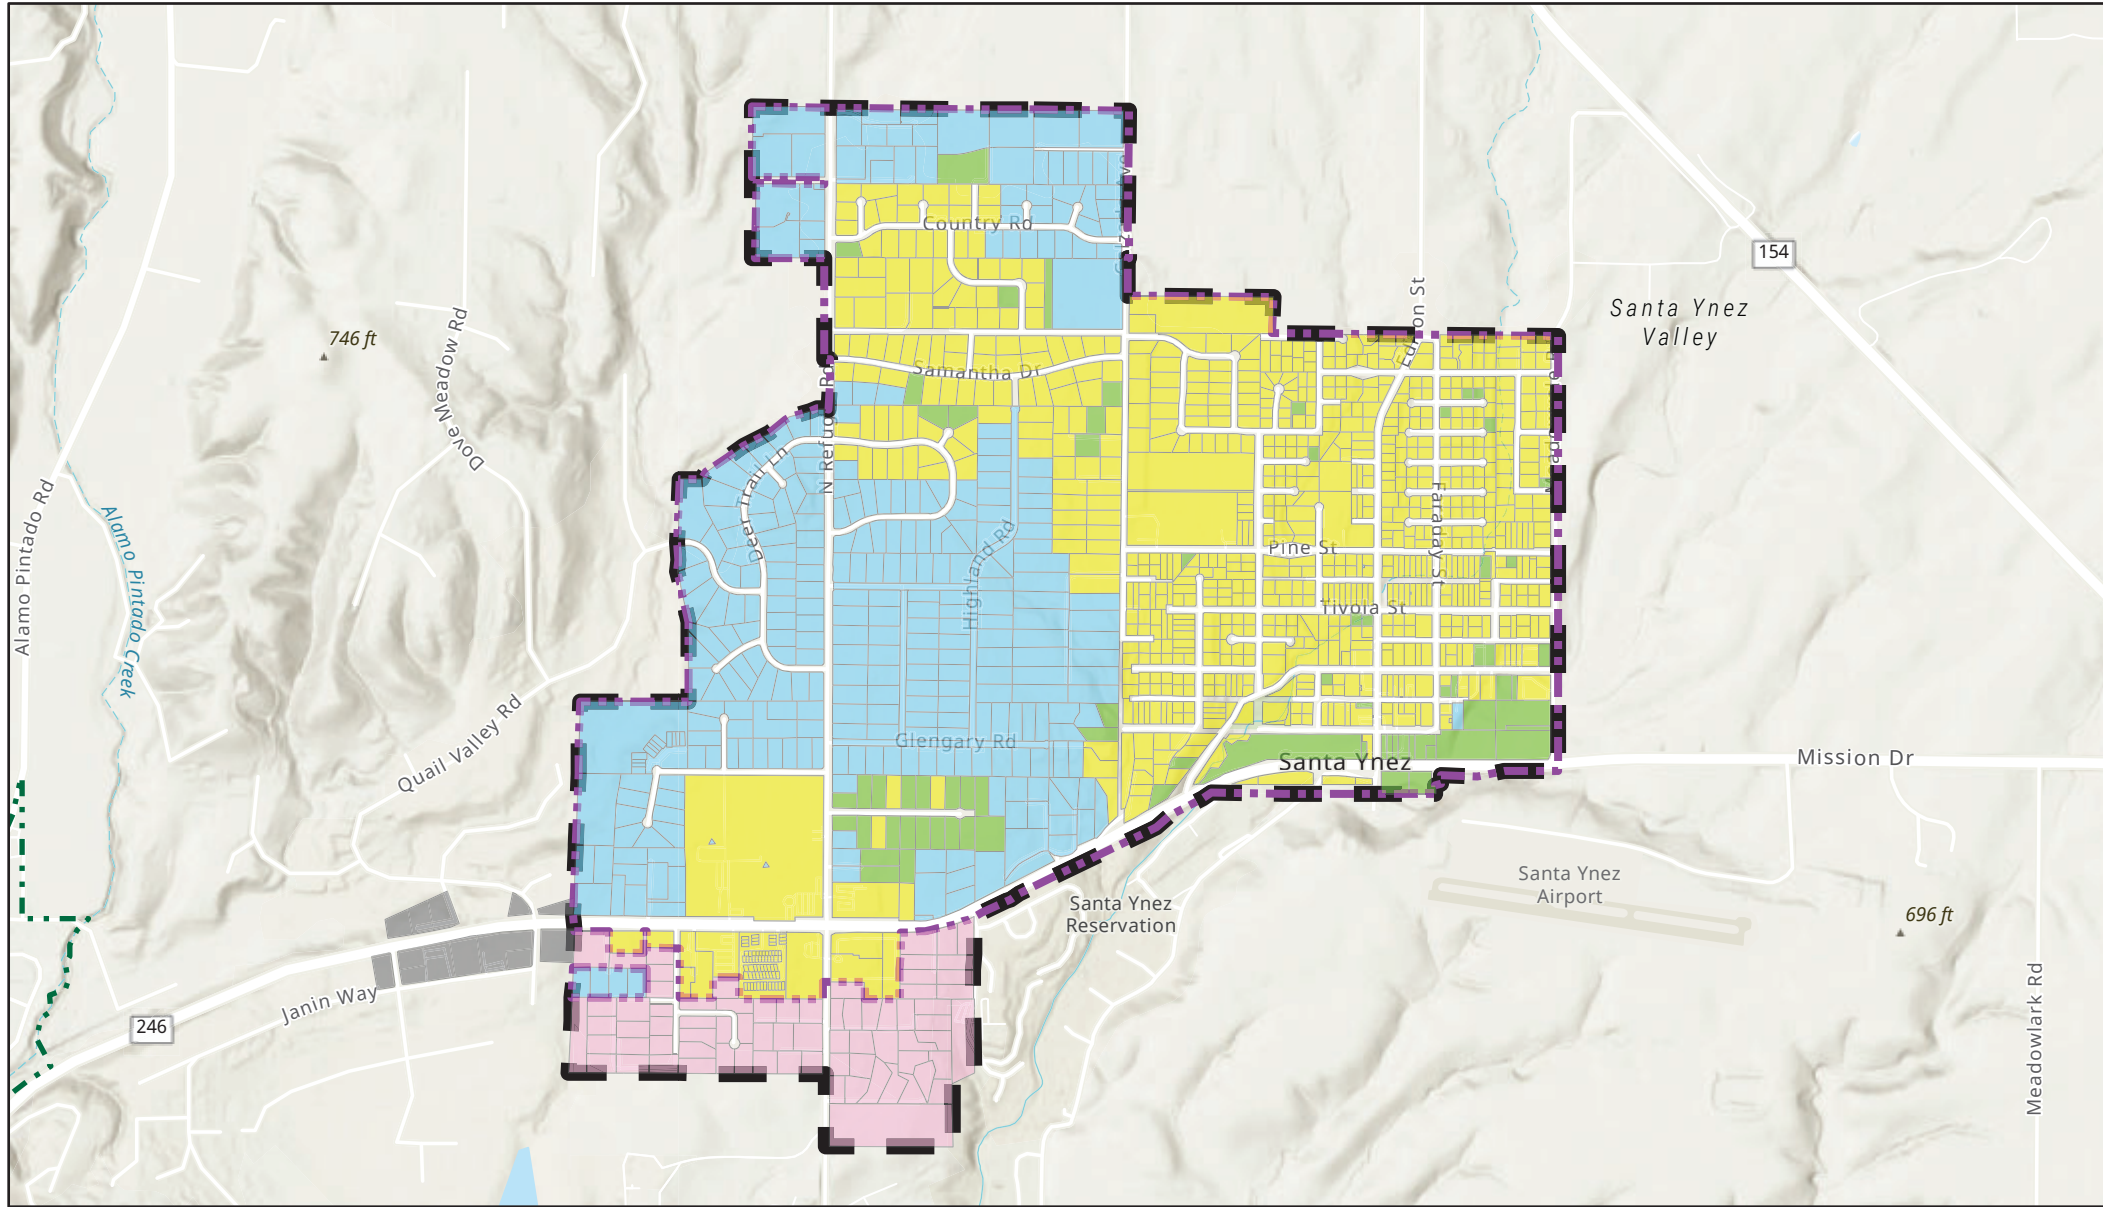 154
Santa Ynez
Valley
746 ft
Country Rd
Samantha Dr
Edison St
Dove Meadow Rd
N Refugio Rd
Deer Trail Ln
Alamo Pintado Rd
Alamo Pintado Creek
Highland Rd
Pine St
Faraday St
Tivola St
Quail Valley Rd
Glengary Rd
Santa Ynez
Mission Dr
Santa Ynez
Airport
Santa Ynez
Reservation
696 ft
Janin Way
246
Meadowlark Rd